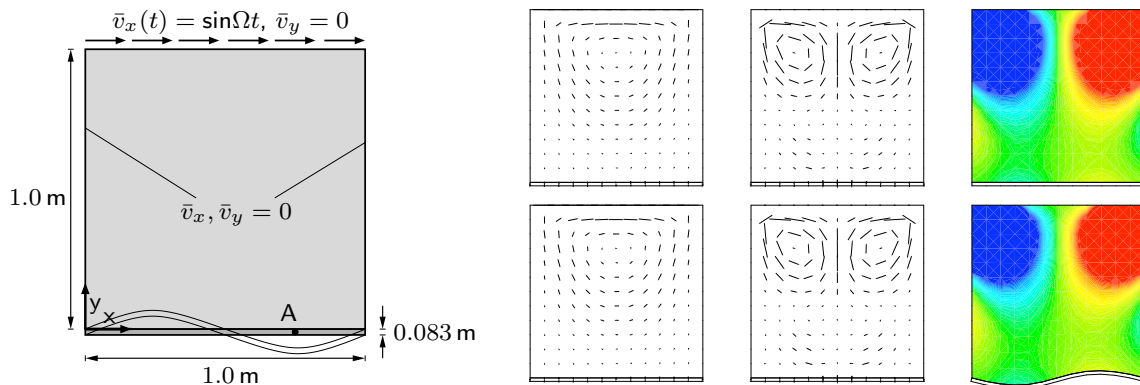 v̄ₓ(t) = sinΩt, v̄ᵧ = 0
1.0 m
v̄ₓ, v̄ᵧ = 0
y
x
A
0.083 m
1.0 m